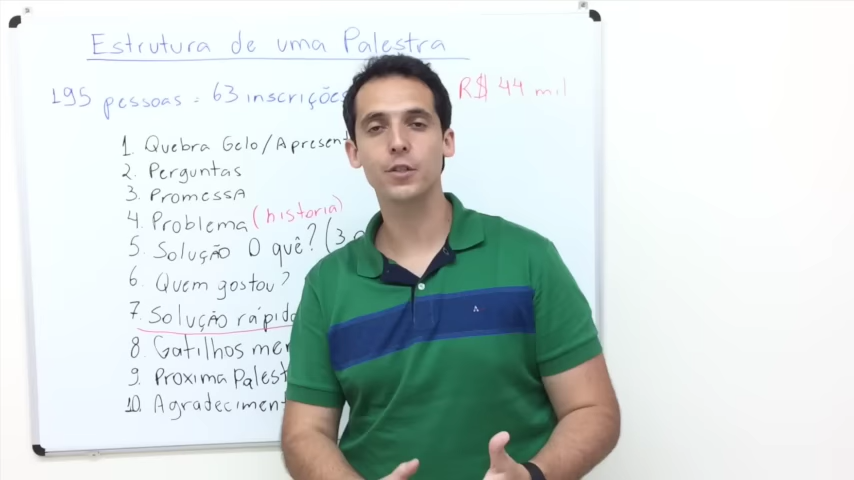 Estrutura de uma Palestra
195 pessoas = 63 inscrições R$ 44 mil
1. Quebra Gelo/Apresent
2. Perguntas
3. Promessa
4. Problema (historia)
5. Solução O quê? (3
6. Quem gostou?
7. Solução rápid
8. Gatilhos men
9. Proxima Palest
10. Agradeciment